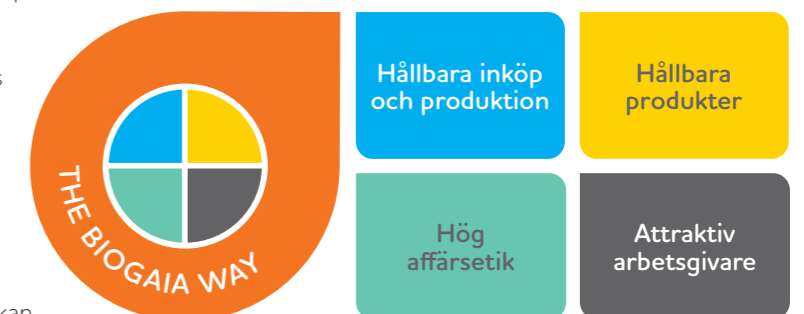 THE BIOGAIA WAY
Hållbara inköp
och produktion
Hållbara
produkter
Hög
affärsetik
Attraktiv
arbetsgivare